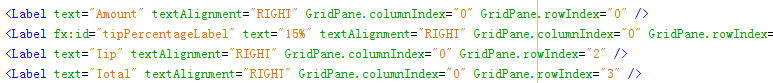 <Label text="Amount" textAlignment="RIGHT" GridPane.columnIndex="0" GridPane.rowIndex="0" />
<Label fx:id="tipPercentageLabel" text="15%" textAlignment="RIGHT" GridPane.columnIndex="0" GridPane.rowIndex=
<Label text="Tip" textAlignment="RIGHT" GridPane.columnIndex="0" GridPane.rowIndex="2" />
<Label text="Total" textAlignment="RIGHT" GridPane.columnIndex="0" GridPane.rowIndex="3" />